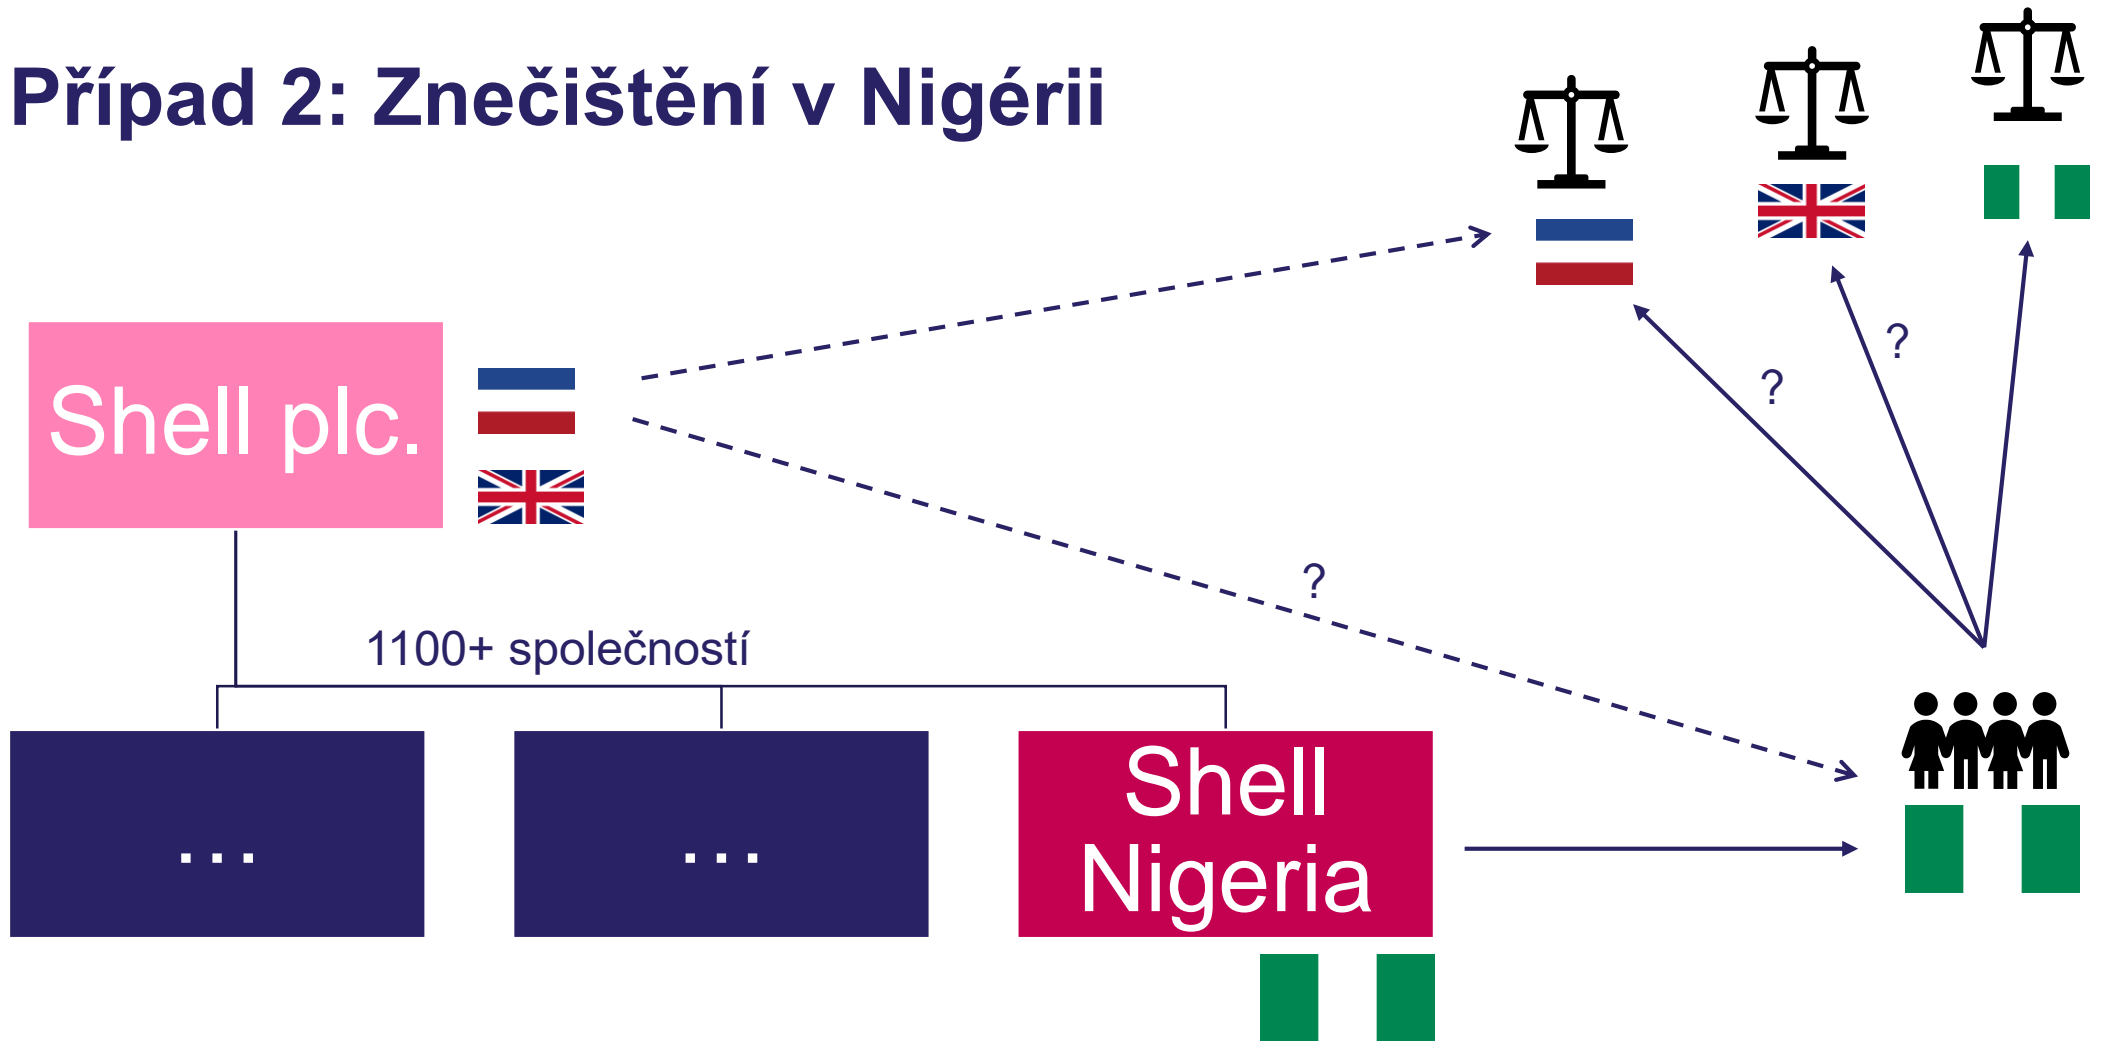 Případ 2: Znečištění v Nigérii
?
?
Shell plc.
?
1100+ společností
...
...
Shell
Nigeria